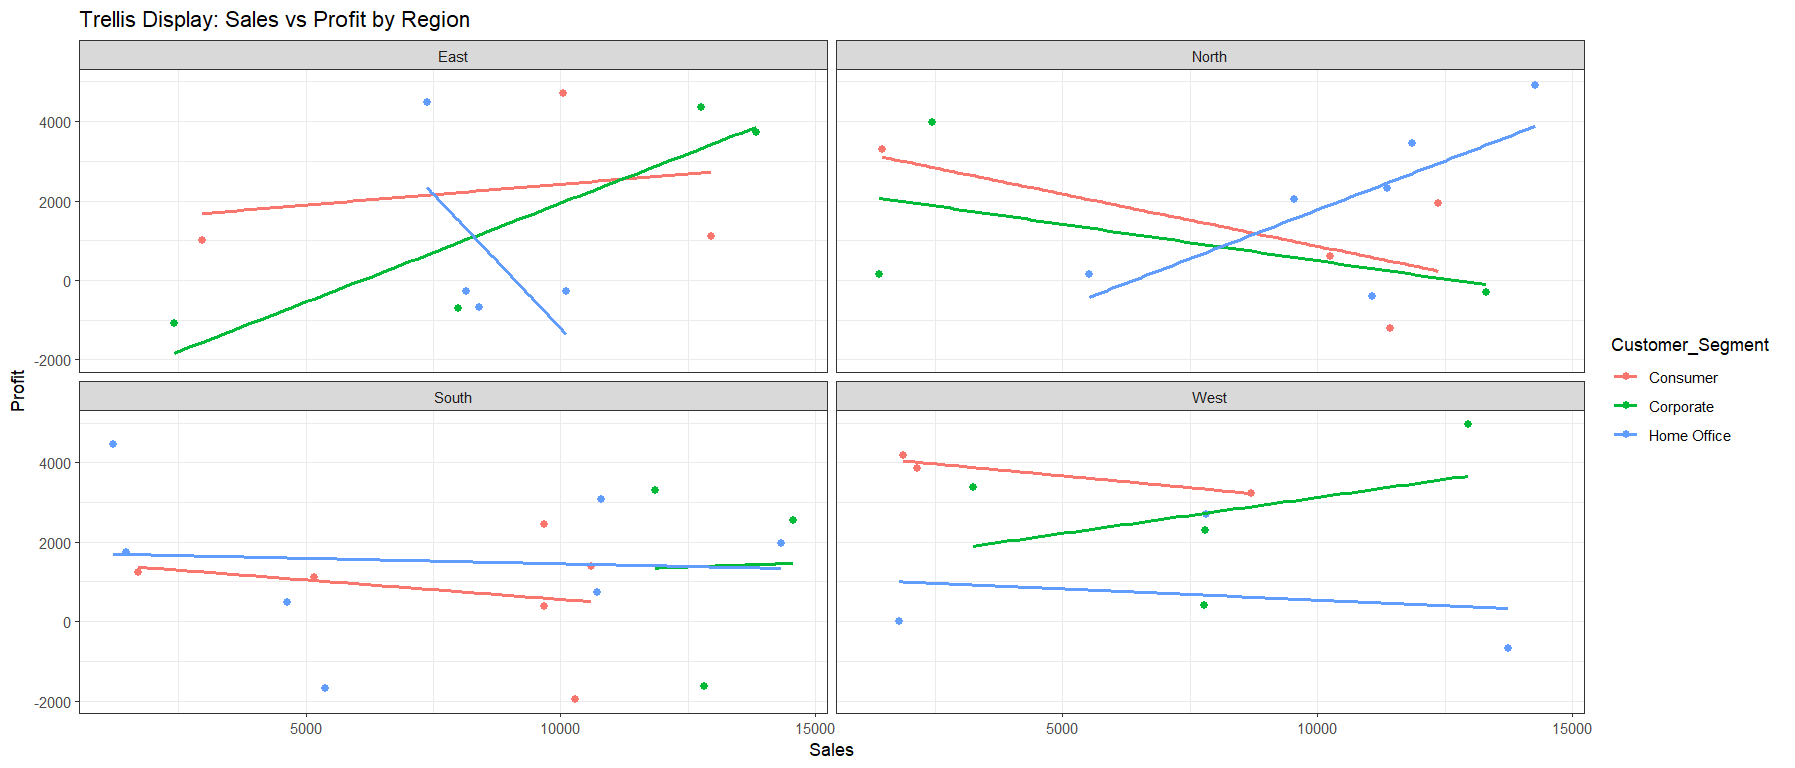 Trellis Display: Sales vs Profit by Region
East
North
4000
2000
0
-2000
South
West
4000
2000
0
-2000
5000
10000
15000
5000
10000
15000
Sales
Profit
Customer_Segment
Consumer
Corporate
Home Office